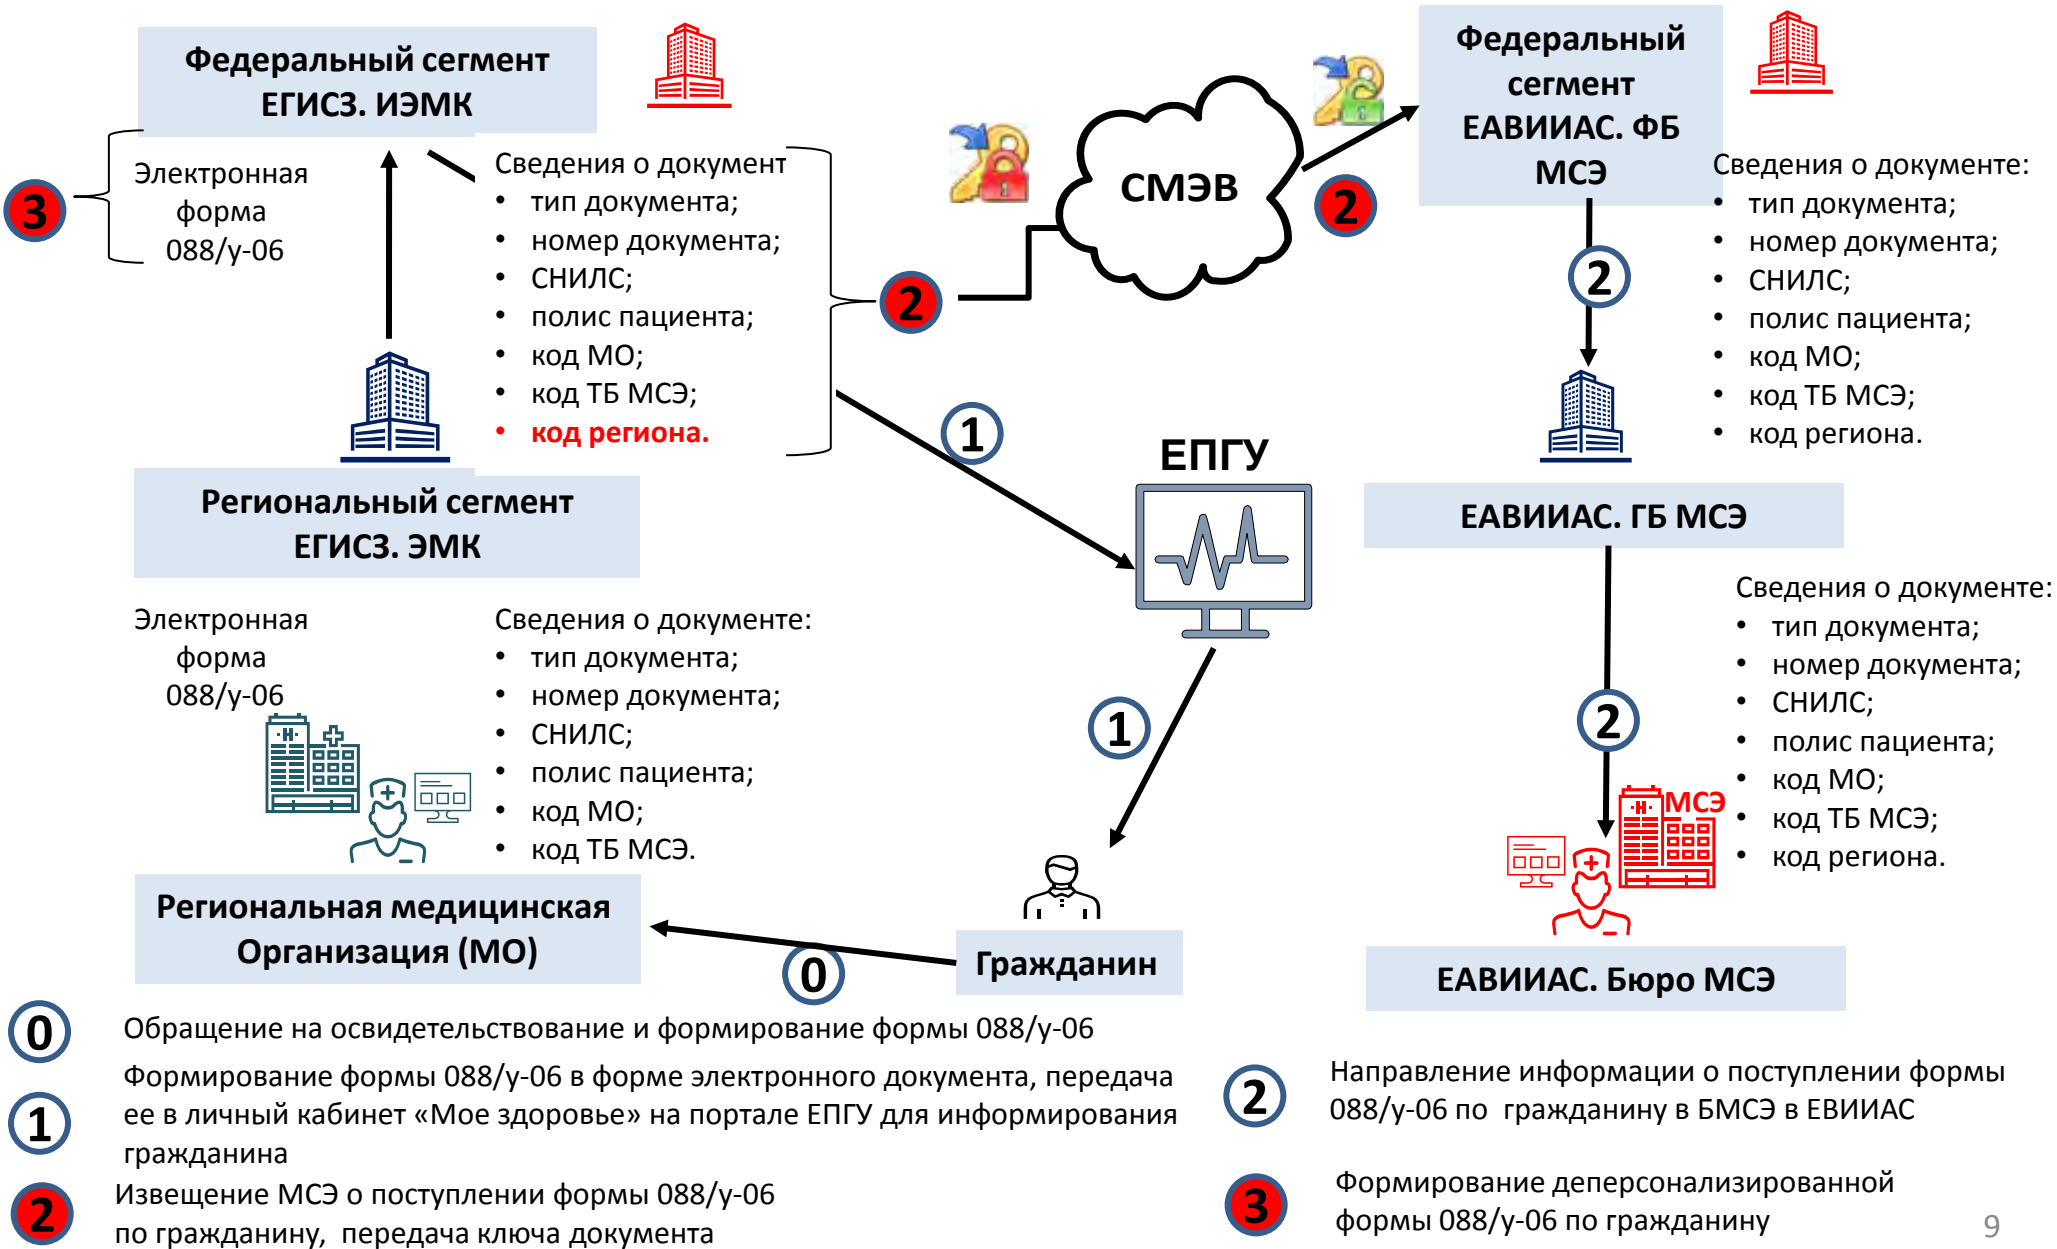 Федеральный сегмент
ЕГИСЗ. ИЭМК
3
Электронная
форма
088/у-06
Сведения о документ
• тип документа;
• номер документа;
• СНИЛС;
• полис пациента;
• код МО;
• код ТБ МСЭ;
• код региона.
2
СМЭВ
2
Федеральный
сегмент
ЕАВИИАС. ФБ
МСЭ
Сведения о документе:
• тип документа;
• номер документа;
• СНИЛС;
• полис пациента;
• код МО;
• код ТБ МСЭ;
• код региона.
2
1
ЕПГУ
Региональный сегмент
ЕГИСЗ. ЭМК
ЕАВИИАС. ГБ МСЭ
Электронная
форма
088/у-06
Сведения о документе:
• тип документа;
• номер документа;
• СНИЛС;
• полис пациента;
• код МО;
• код ТБ МСЭ.
1
2
Сведения о документе:
• тип документа;
• номер документа;
• СНИЛС;
• полис пациента;
• код МО;
• код ТБ МСЭ;
• код региона.
H
H
МСЭ
Региональная медицинская
Организация (МО)
0
Гражданин
ЕАВИИАС. Бюро МСЭ
0
Обращение на освидетельствование и формирование формы 088/у-06
1
Формирование формы 088/у-06 в форме электронного документа, передача
ее в личный кабинет «Мое здоровье» на портале ЕПГУ для информирования
гражданина
2
Извещение МСЭ о поступлении формы 088/у-06
по гражданину, передача ключа документа
2
Направление информации о поступлении формы
088/у-06 по гражданину в БМСЭ в ЕВИИАС
3
Формирование деперсонализированной
формы 088/у-06 по гражданину
9